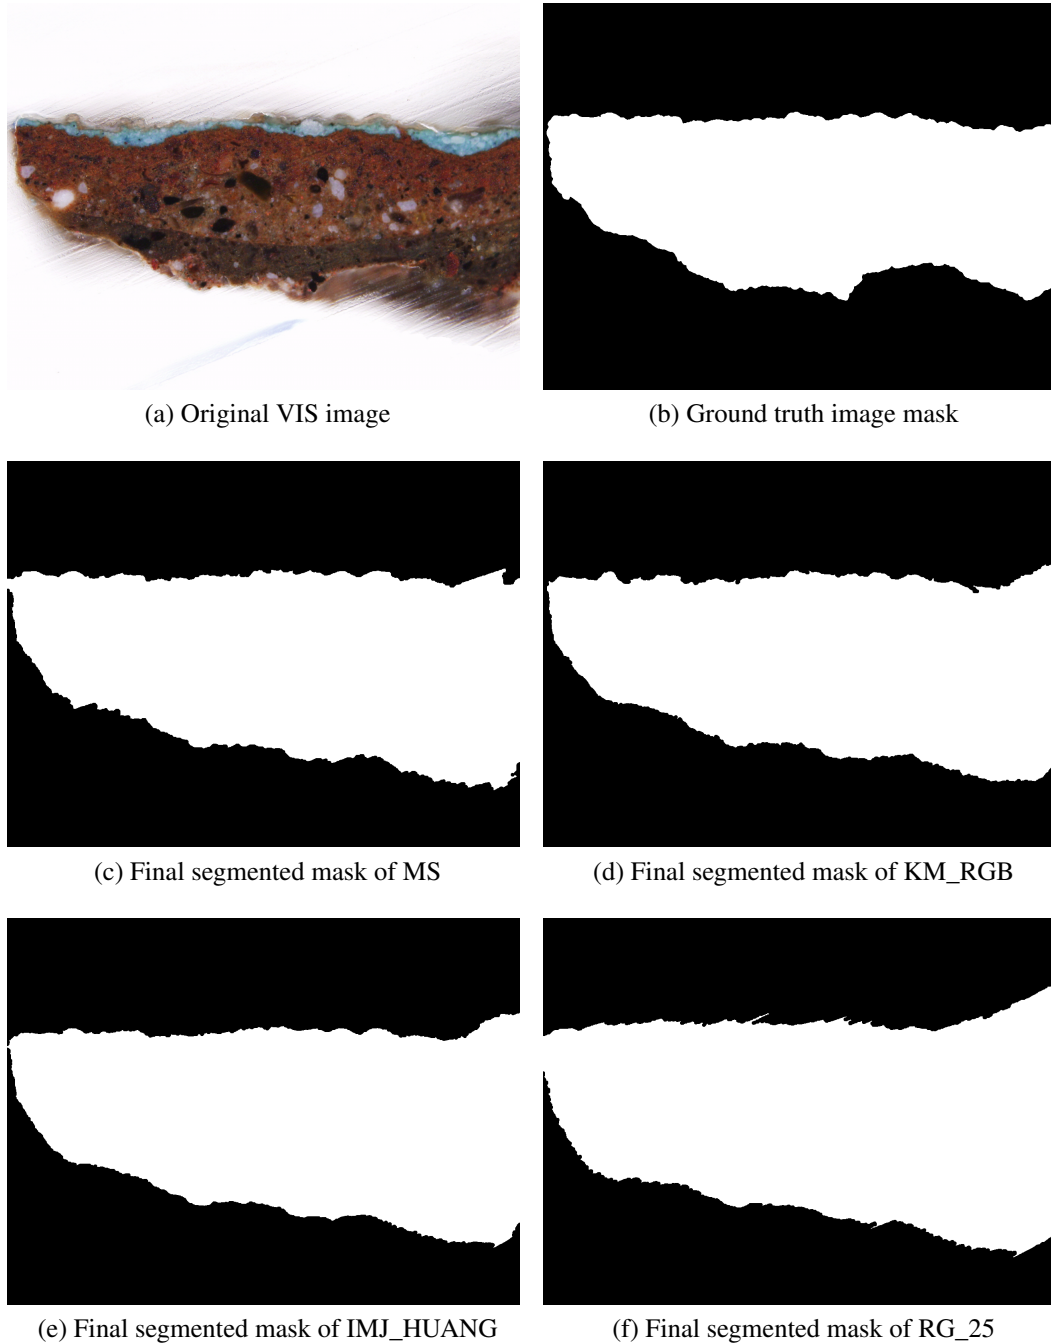 (a) Original VIS image
(b) Ground truth image mask
(c) Final segmented mask of MS
(d) Final segmented mask of KM_RGB
(e) Final segmented mask of IMJ_HUANG
(f) Final segmented mask of RG_25